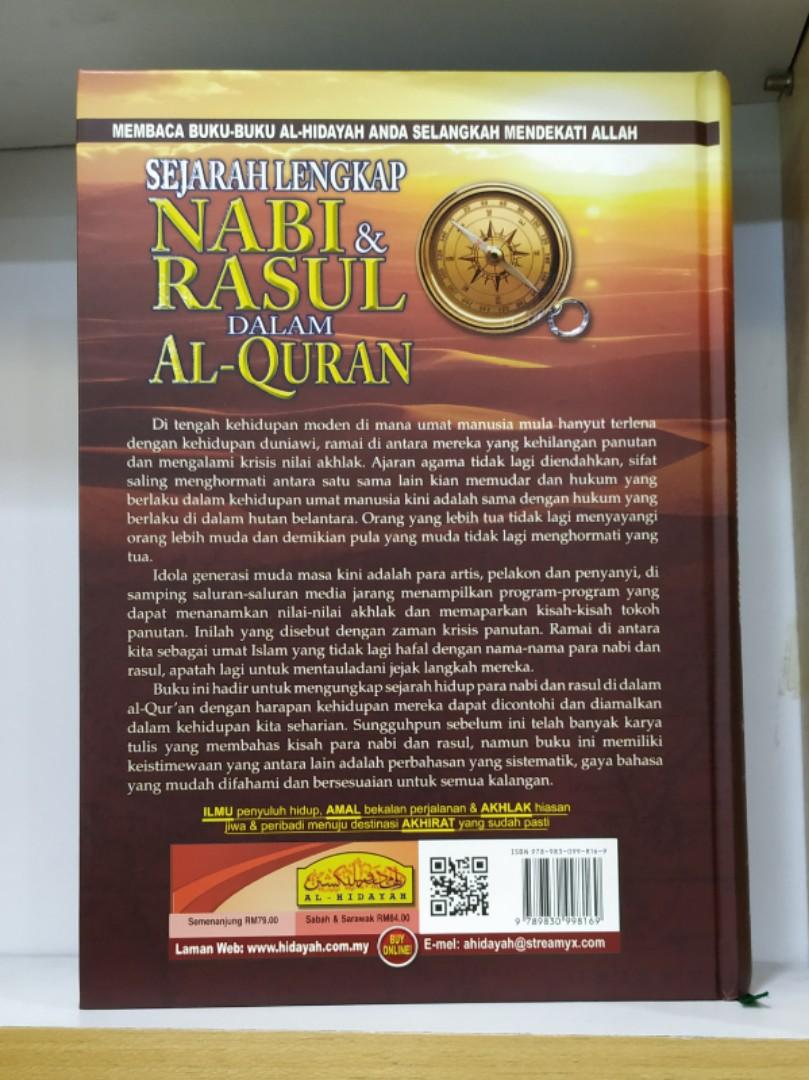 MEMBACA BUKU-BUKU AL-HIDAYAH ANDA SELANGKAH MENDEKATI ALLAH
SEJARAH LENGKAP
NABI &
RASUL
DALAM
AL-QURAN
Di tengah kehidupan moden di mana umat manusia mula hanyut terlena
dengan kehidupan duniawi, ramai di antara mereka yang kehilangan panutan
dan mengalami krisis nilai akhlak. Ajaran agama tidak lagi diendahkan, sifat
saling menghormati antara satu sama lain kian memudar dan hukum yang
berlaku dalam kehidupan umat manusia kini adalah sama dengan hukum yang
berlaku di dalam hutan belantara. Orang yang lebih tua tidak lagi menyayangi
orang lebih muda dan demikian pula yang muda tidak lagi menghormati yang
tua.
Idola generasi muda masa kini adalah para artis, pelakon dan penyanyi, di
samping saluran-saluran media jarang menampilkan program-program yang
dapat menanamkan nilai-nilai akhlak dan memaparkan kisah-kisah tokoh
panutan. Inilah yang disebut dengan zaman krisis panutan. Ramai di antara
kita sebagai umat Islam yang tidak lagi hafal dengan nama-nama para nabi dan
rasul, apatah lagi untuk mentauladani jejak langkah mereka.
Buku ini hadir untuk mengungkap sejarah hidup para nabi dan rasul di dalam
al-Qur'an dengan harapan kehidupan mereka dapat dicontohi dan diamalkan
dalam kehidupan kita seharian. Sungguhpun sebelum ini telah banyak karya
tulis yang membahas kisah para nabi dan rasul, namun buku ini memiliki
keistimewaan yang antara lain adalah perbahasan yang sistematik, gaya bahasa
yang mudah difahami dan bersesuaian untuk semua kalangan.
ILMU penyuluh hidup, AMAL bekalan perjalanan & AKHLAK hiasan
jiwa & peribadi menuju destinasi AKHIRAT yang sudah pasti
AL-HIDAYAH
Semenanjung RM79.00 Sabah & Sarawak RM84.00
Laman Web: www.hidayah.com.my BUY ONLINE! E-mel: ahidayah@streamyx.com
ISBN 978-983-099-816-9
9 789830 998169